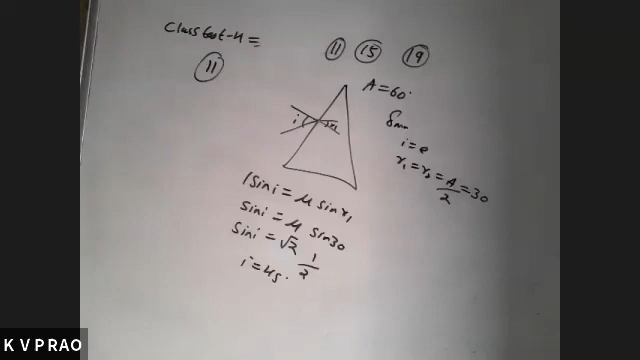 Class test-4 =
11 15 19
11
A = 60°
δm
i = e
r₁ = r₂ = A/2 = 30
i r₁
1 sin i = μ sin r₁
sin i = μ sin 30
sin i = √2 1/2
i = 45°
K V P RAO